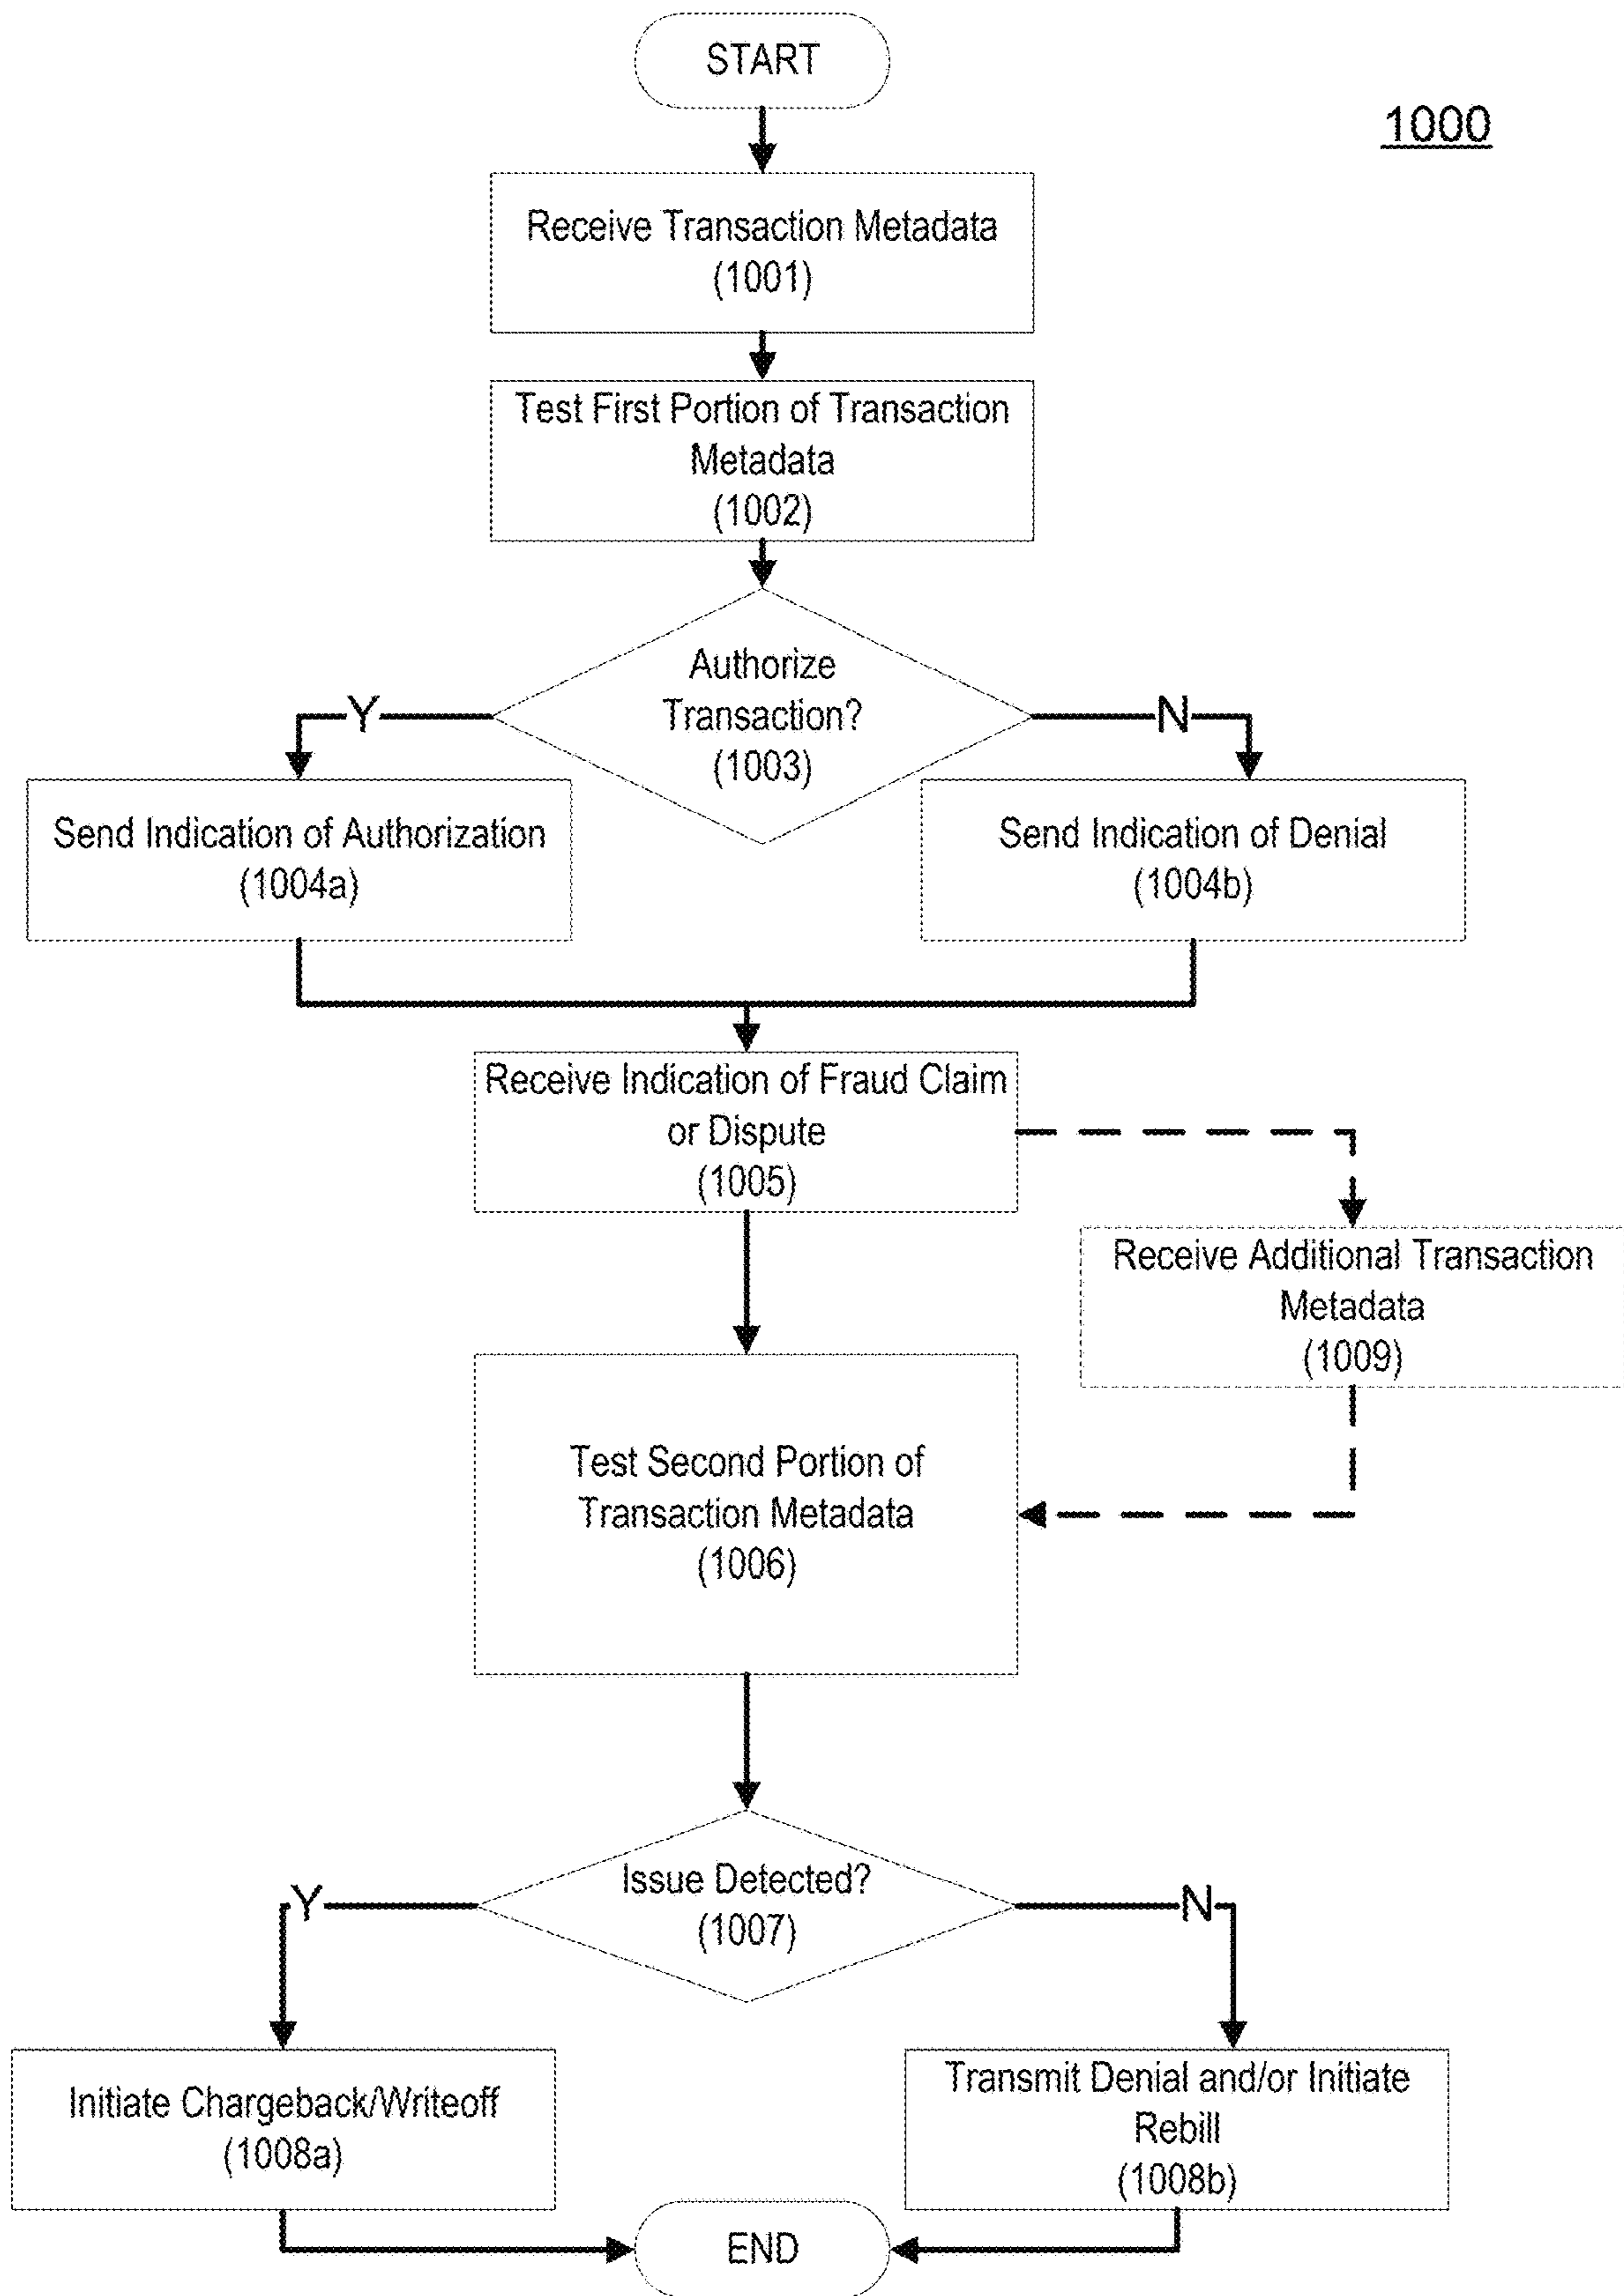 START
1000
Receive Transaction Metadata
(1001)
Test First Portion of Transaction
Metadata
(1002)
Authorize
Transaction?
(1003)
Y
N
Send Indication of Authorization
(1004a)
Send Indication of Denial
(1004b)
Receive Indication of Fraud Claim
or Dispute
(1005)
Receive Additional Transaction
Metadata
(1009)
Test Second Portion of
Transaction Metadata
(1006)
Issue Detected?
(1007)
Y
N
Initiate Chargeback/Writeoff
(1008a)
Transmit Denial and/or Initiate
Rebill
(1008b)
END